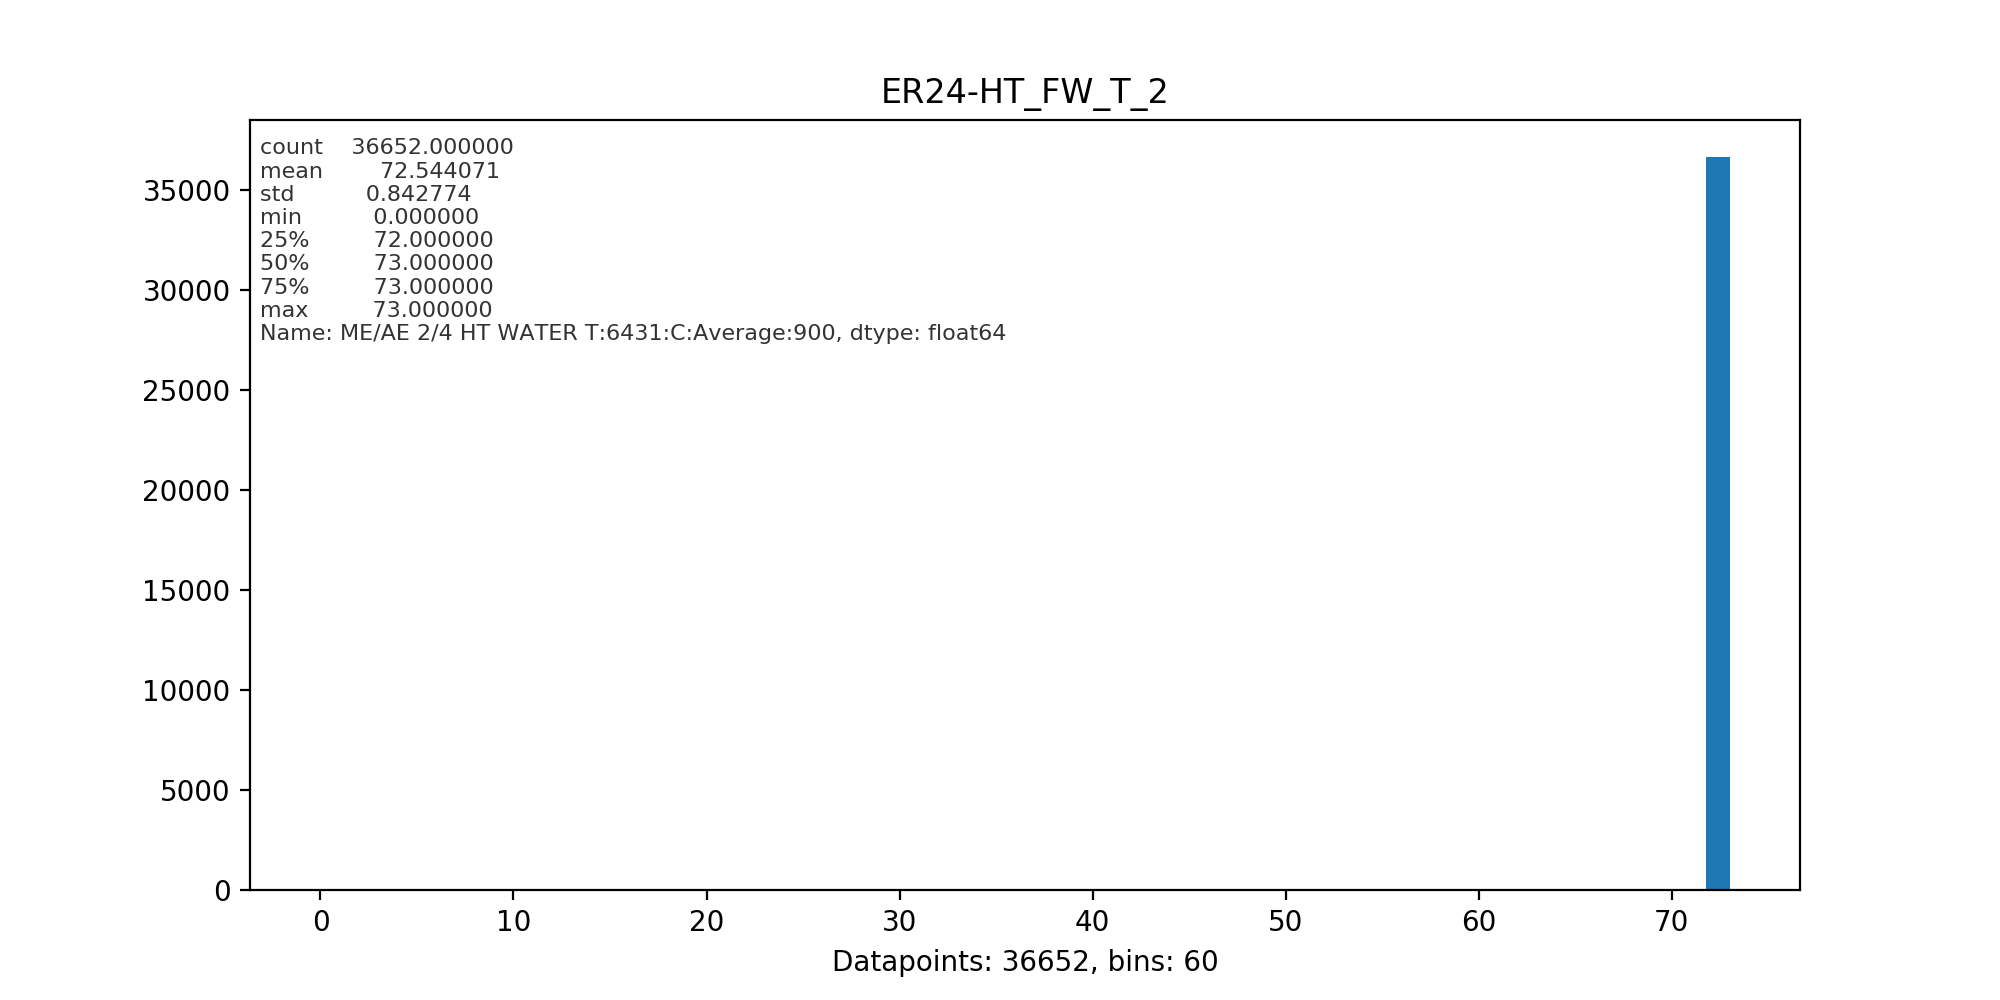 ER24-HT_FW_T_2
count 36652.000000
mean 72.544071
std 0.842774
min 0.000000
25% 72.000000
50% 73.000000
75% 73.000000
max 73.000000
Name: ME/AE 2/4 HT WATER T:6431:C:Average:900, dtype: float64
35000
30000
25000
20000
15000
10000
5000
0
0 10 20 30 40 50 60 70
Datapoints: 36652, bins: 60